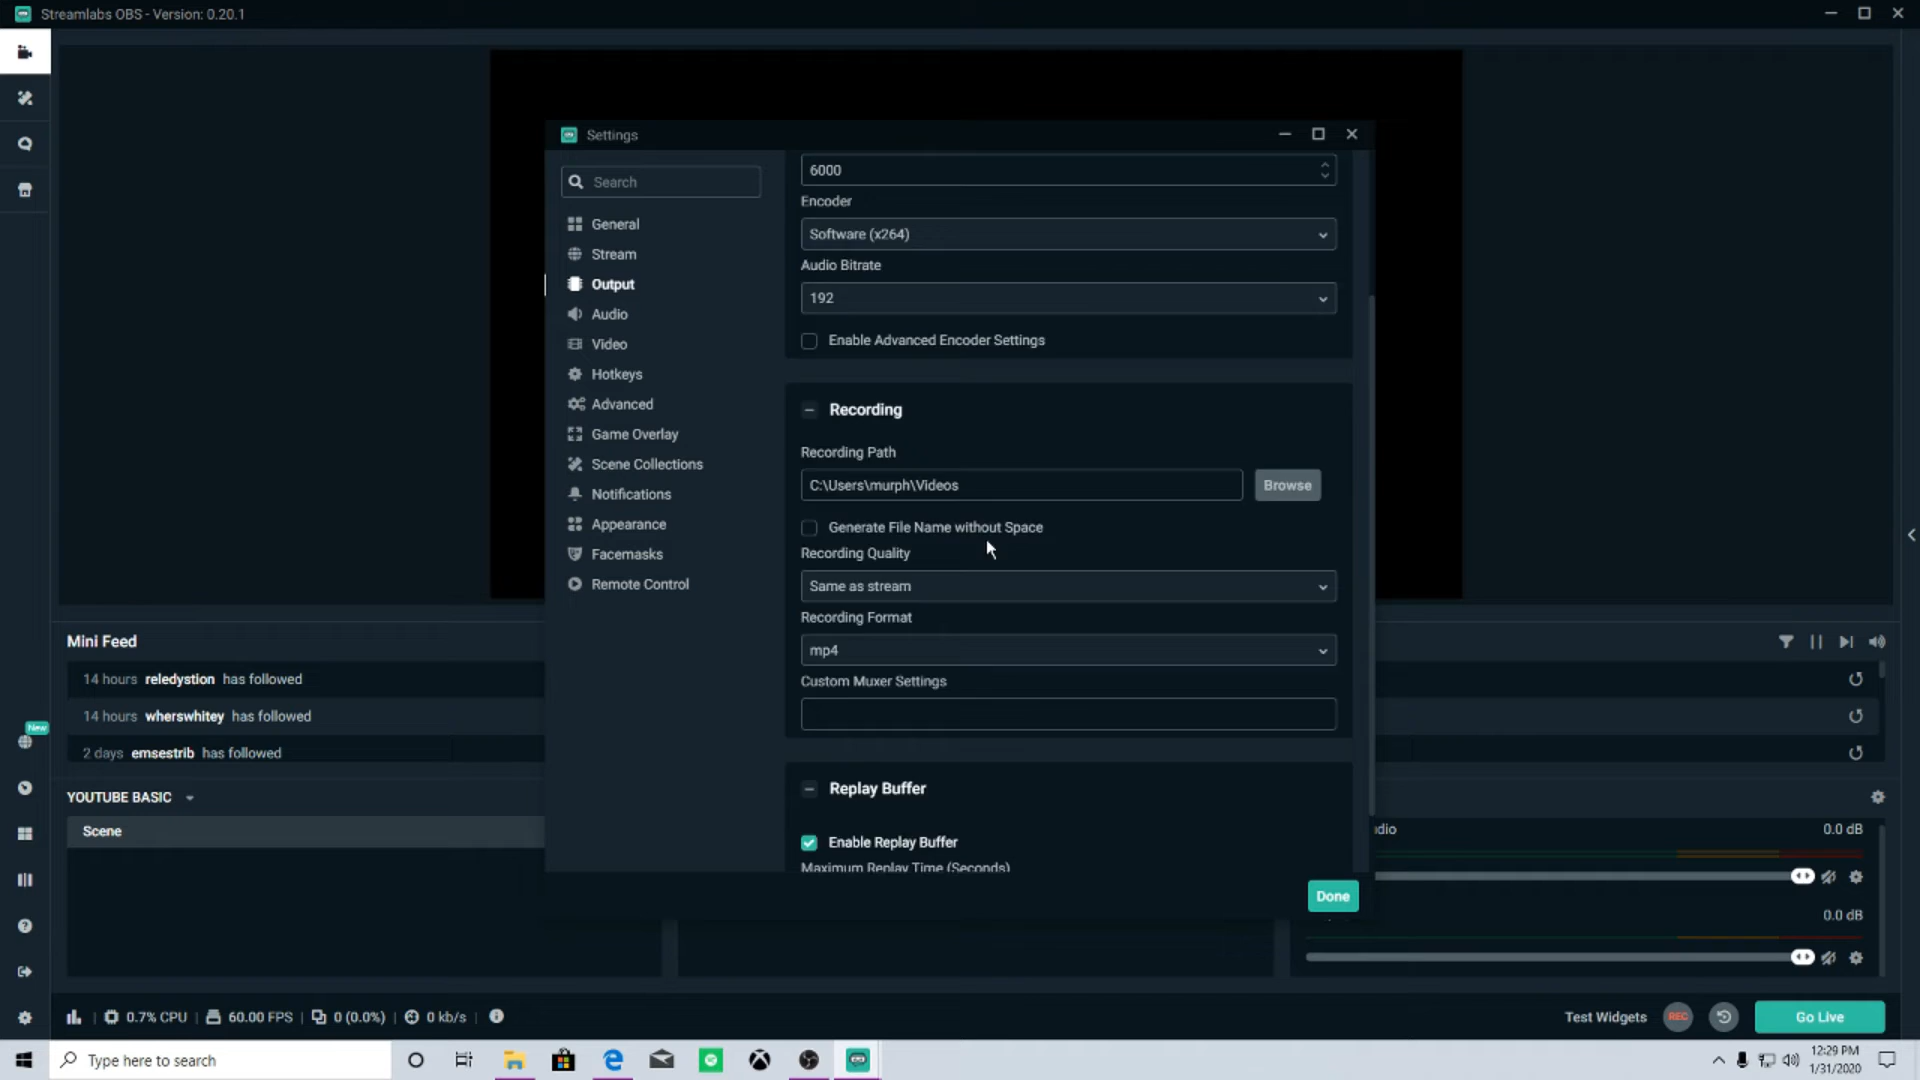 Streamlabs OBS - Version: 0.20.1
Settings
Search
General
Stream
Output
Audio
Video
Hotkeys
Advanced
Game Overlay
Scene Collections
Notifications
Appearance
Facemasks
Remote Control
6000
Encoder
Software (x264)
Audio Bitrate
192
Enable Advanced Encoder Settings
Recording
Recording Path
C:\Users\murph\Videos
Browse
Generate File Name without Space
Recording Quality
Same as stream
Recording Format
mp4
Custom Muxer Settings
Replay Buffer
Enable Replay Buffer
Maximum Replay Time (Seconds)
Done
Mini Feed
14 hours reledystion has followed
14 hours wherswhitey has followed
2 days emsestrib has followed
New
YOUTUBE BASIC
Scene
dio 0.0 dB
0.0 dB
0.7% CPU | 60.00 FPS | 0 (0.0%) | 0 kb/s |
Test Widgets REC Go Live
Type here to search
12:29 PM
1/31/2020